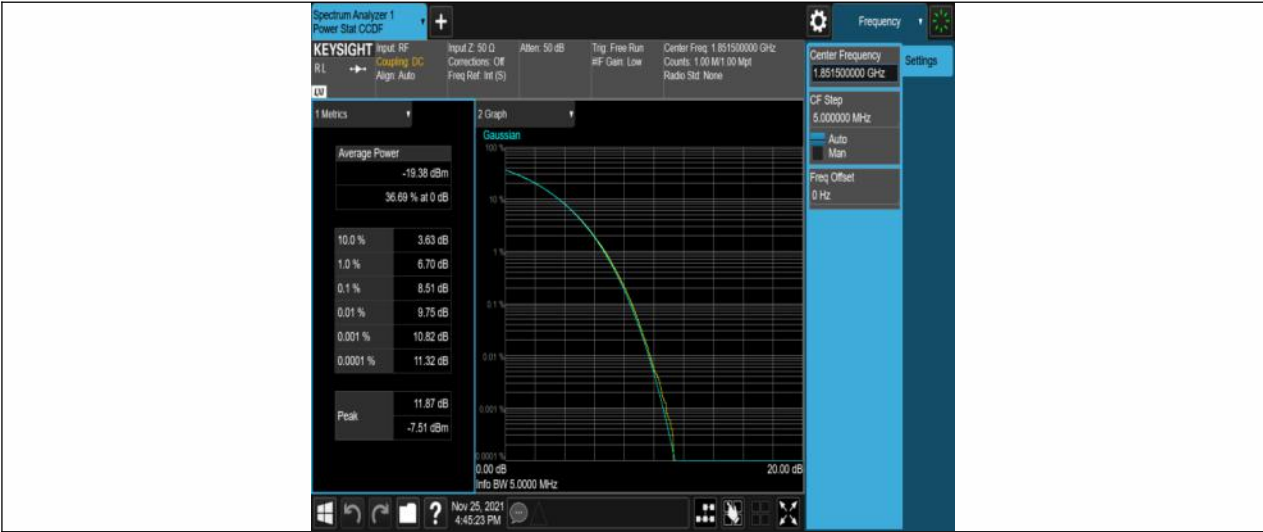 Spectrum Analyzer 1
Power Stat CCDF
Frequency
KEYSIGHT
Input: RF
Coupling: DC
Align: Auto
Input Z: 50 Ω
Corrections: Off
Freq Ref: Int (S)
Atten: 50 dB
Trig: Free Run
#IF Gain: Low
Center Freq: 1.851500000 GHz
Counts: 1.00 M/1.00 Mpt
Radio Std: None
R L
LV
Center Frequency
1.851500000 GHz
Settings
CF Step
5.000000 MHz
Auto
Man
Freq Offset
0 Hz
1 Metrics
Average Power
-19.38 dBm
36.69 % at 0 dB
10.0 % 3.63 dB
1.0 % 6.70 dB
0.1 % 8.51 dB
0.01 % 9.75 dB
0.001 % 10.82 dB
0.0001 % 11.32 dB
Peak
11.87 dB
-7.51 dBm
2 Graph
Gaussian
100 %
10 %
1 %
0.1 %
0.01 %
0.001 %
0.0001 %
0.00 dB 20.00 dB
Info BW 5.0000 MHz
Nov 25, 2021
4:45:23 PM